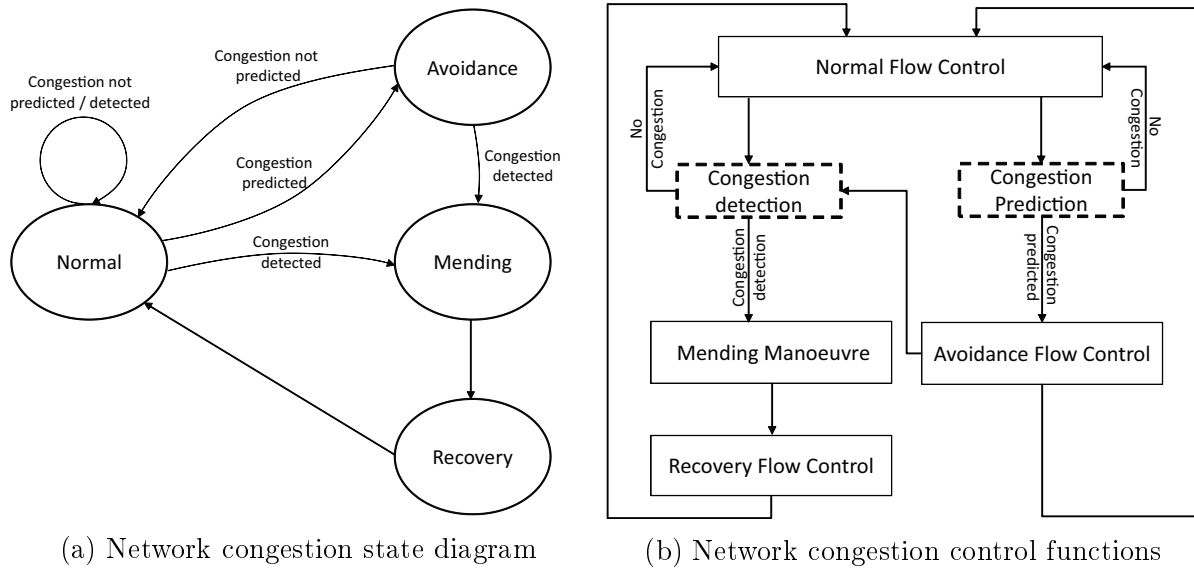 Congestion not
predicted / detected
Congestion not
predicted
Avoidance
Congestion
predicted
Congestion
detected
Normal
Congestion
detected
Mending
Recovery
(a) Network congestion state diagram
Normal Flow Control
No
Congestion
No
Congestion
Congestion
detection
Congestion
Prediction
Congestion
detection
Congestion
predicted
Mending Manoeuvre
Avoidance Flow Control
Recovery Flow Control
(b) Network congestion control functions